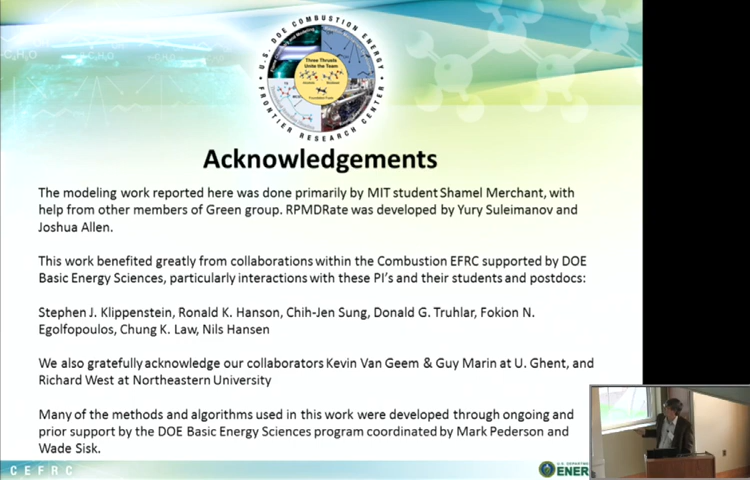 U.S. DOE COMBUSTION ENERGY
FRONTIER RESEARCH CENTER
Three Thrusts
Unite the Team
Acknowledgements
The modeling work reported here was done primarily by MIT student Shamel Merchant, with
help from other members of Green group. RPMDRate was developed by Yury Suleimanov and
Joshua Allen.
This work benefited greatly from collaborations within the Combustion EFRC supported by DOE
Basic Energy Sciences, particularly interactions with these PI's and their students and postdocs:
Stephen J. Klippenstein, Ronald K. Hanson, Chih-Jen Sung, Donald G. Truhlar, Fokion N.
Egolfopoulos, Chung K. Law, Nils Hansen
We also gratefully acknowledge our collaborators Kevin Van Geem & Guy Marin at U. Ghent, and
Richard West at Northeastern University
Many of the methods and algorithms used in this work were developed through ongoing and
prior support by the DOE Basic Energy Sciences program coordinated by Mark Pederson and
Wade Sisk.
CEFRC
U.S. DEPARTM
ENER